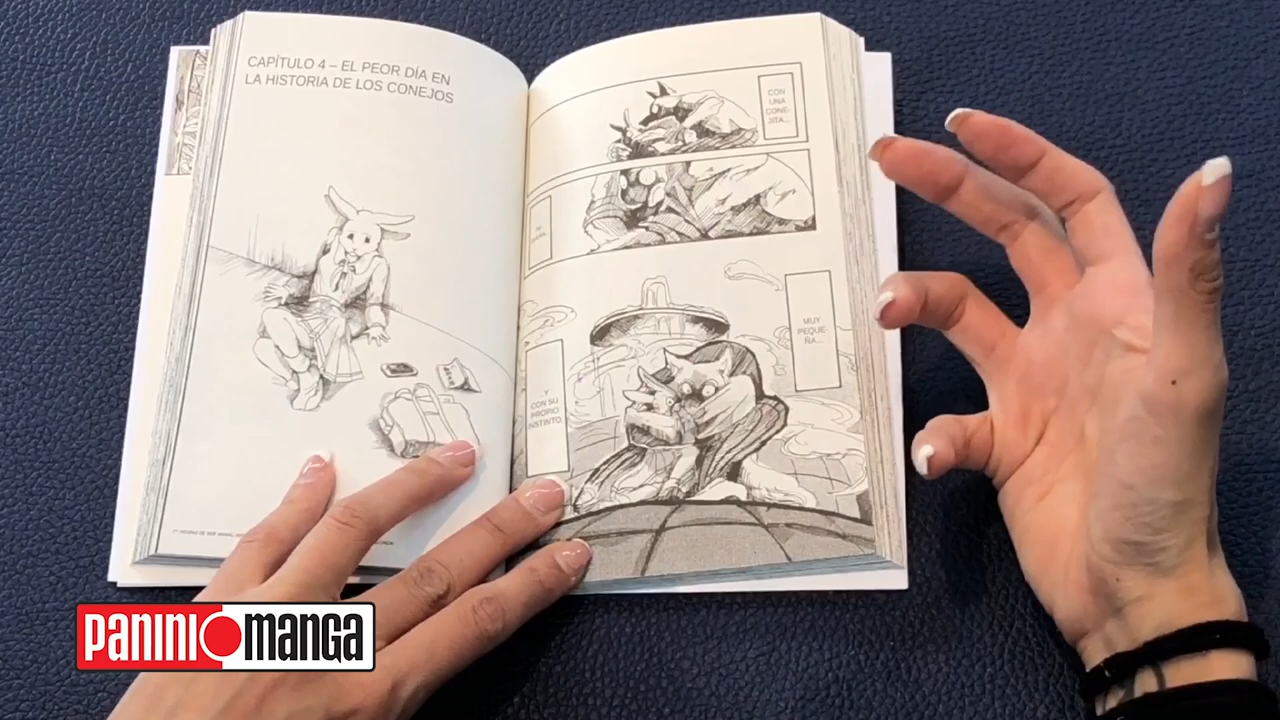 CAPÍTULO 4 – EL PEOR DÍA EN
LA HISTORIA DE LOS CONEJOS
CON
UNA
CONE-
JITA...
MUY
PEQUE-
ÑA...
Y
CON SU
PROPIO
INSTINTO.
PANINI MANGA